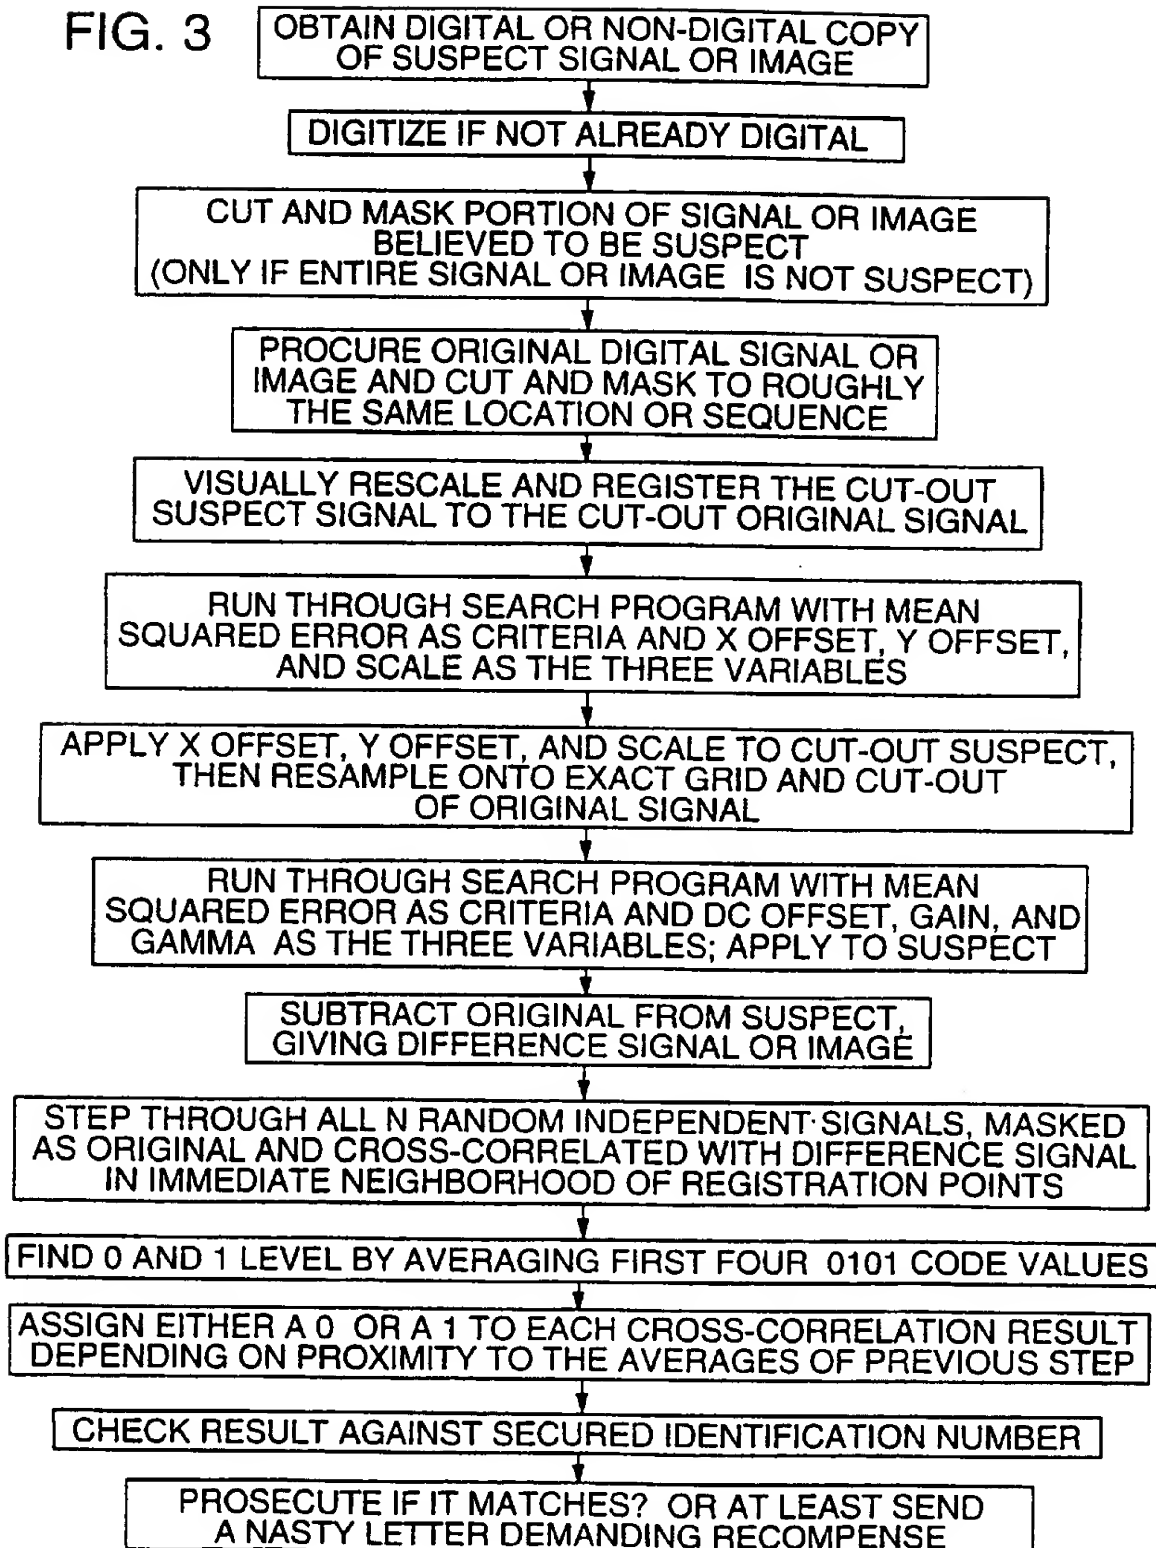 FIG. 3
OBTAIN DIGITAL OR NON-DIGITAL COPY
OF SUSPECT SIGNAL OR IMAGE
DIGITIZE IF NOT ALREADY DIGITAL
CUT AND MASK PORTION OF SIGNAL OR IMAGE
BELIEVED TO BE SUSPECT
(ONLY IF ENTIRE SIGNAL OR IMAGE IS NOT SUSPECT)
PROCURE ORIGINAL DIGITAL SIGNAL OR
IMAGE AND CUT AND MASK TO ROUGHLY
THE SAME LOCATION OR SEQUENCE
VISUALLY RESCALE AND REGISTER THE CUT-OUT
SUSPECT SIGNAL TO THE CUT-OUT ORIGINAL SIGNAL
RUN THROUGH SEARCH PROGRAM WITH MEAN
SQUARED ERROR AS CRITERIA AND X OFFSET, Y OFFSET,
AND SCALE AS THE THREE VARIABLES
APPLY X OFFSET, Y OFFSET, AND SCALE TO CUT-OUT SUSPECT,
THEN RESAMPLE ONTO EXACT GRID AND CUT-OUT
OF ORIGINAL SIGNAL
RUN THROUGH SEARCH PROGRAM WITH MEAN
SQUARED ERROR AS CRITERIA AND DC OFFSET, GAIN, AND
GAMMA AS THE THREE VARIABLES; APPLY TO SUSPECT
SUBTRACT ORIGINAL FROM SUSPECT,
GIVING DIFFERENCE SIGNAL OR IMAGE
STEP THROUGH ALL N RANDOM INDEPENDENT SIGNALS, MASKED
AS ORIGINAL AND CROSS-CORRELATED WITH DIFFERENCE SIGNAL
IN IMMEDIATE NEIGHBORHOOD OF REGISTRATION POINTS
FIND 0 AND 1 LEVEL BY AVERAGING FIRST FOUR 0101 CODE VALUES
ASSIGN EITHER A 0 OR A 1 TO EACH CROSS-CORRELATION RESULT
DEPENDING ON PROXIMITY TO THE AVERAGES OF PREVIOUS STEP
CHECK RESULT AGAINST SECURED IDENTIFICATION NUMBER
PROSECUTE IF IT MATCHES? OR AT LEAST SEND
A NASTY LETTER DEMANDING RECOMPENSE